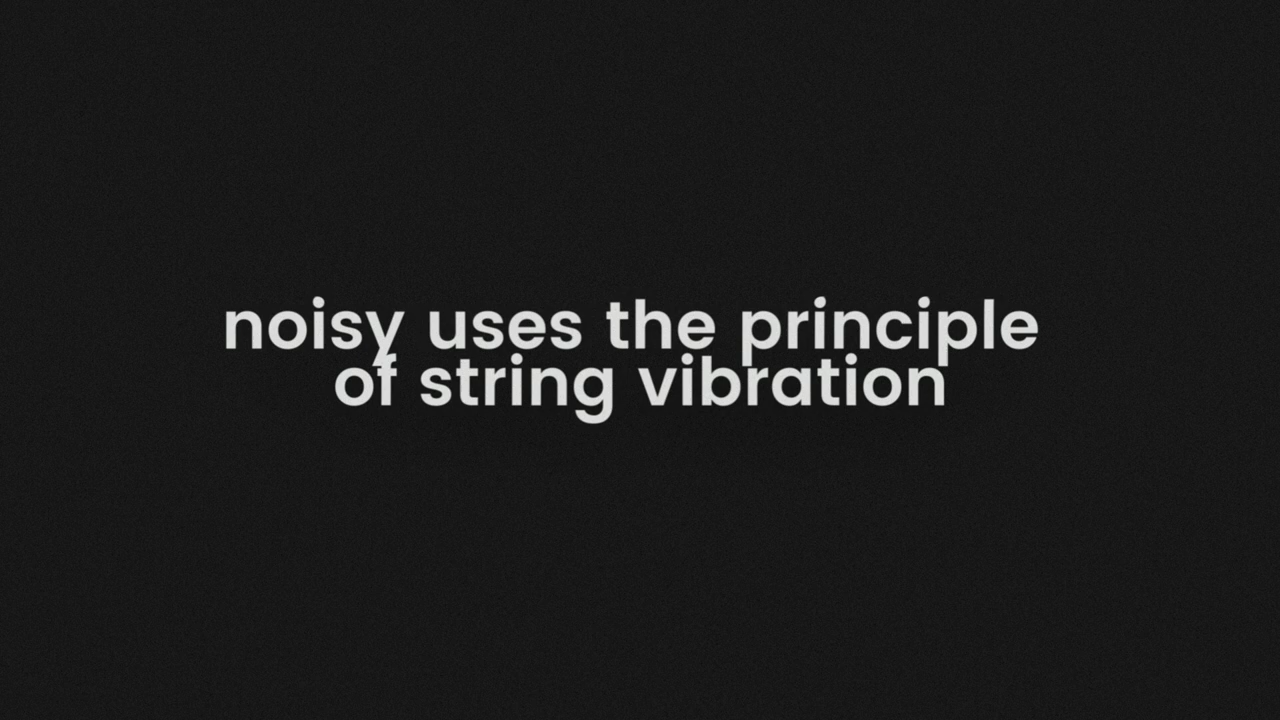 noisy uses the principle
of string vibration